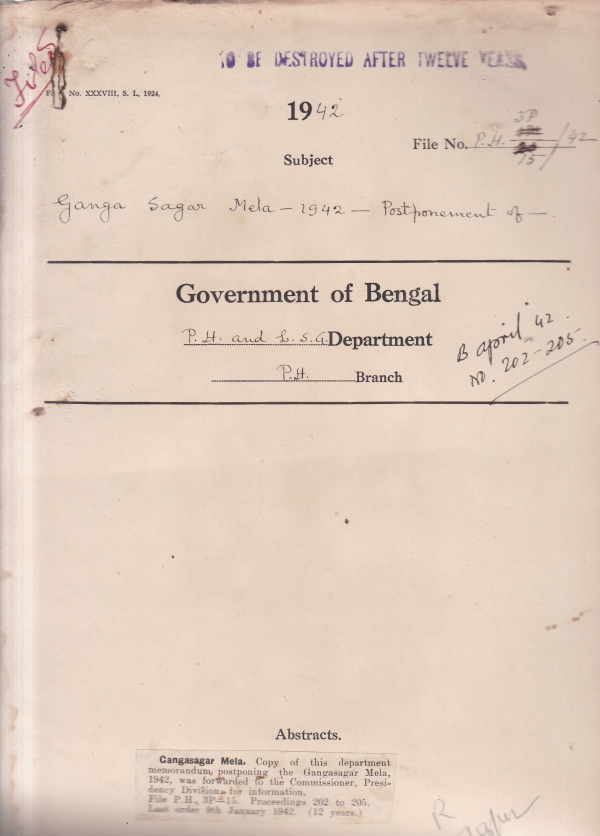 TO BE DESTROYED AFTER TWELVE YEARS
Files
Form No. XXXVIII, S. I., 1924.
1942
File No. P.H. 3P/15/42
Subject
Ganga Sagar Mela — 1942 — Postponement of —.
Government of Bengal
P.H. and L.S.G. Department
P.H. Branch
B April 42.
No. 202-205.
Abstracts.
Gangasagar Mela. Copy of this department
memorandum postponing the Gangasagar Mela,
1942, was forwarded to the Commissioner, Presi-
dency Division, for information.
File P.H., 3P—15. Proceedings 202 to 205.
Last order 9th January 1942. (12 years.)
R